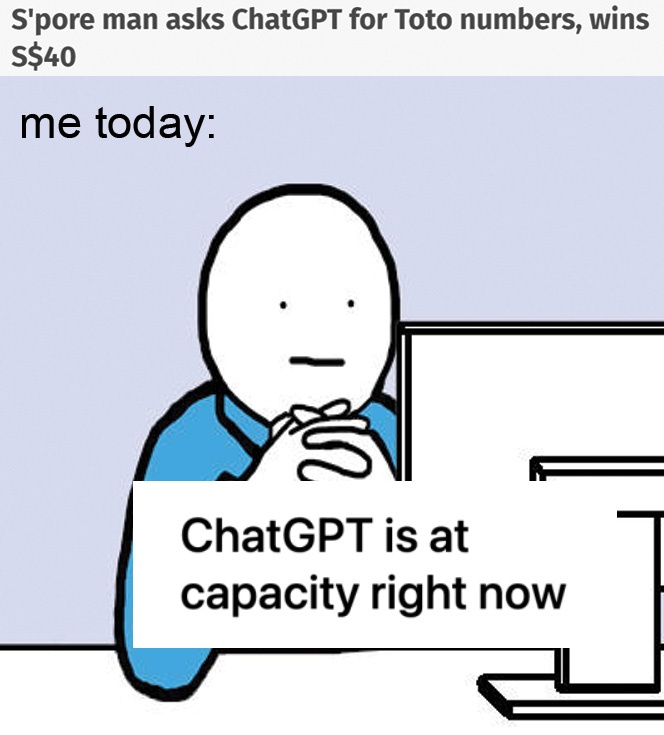 S'pore man asks ChatGPT for Toto numbers, wins
S$40
me today:
ChatGPT is at
capacity right now